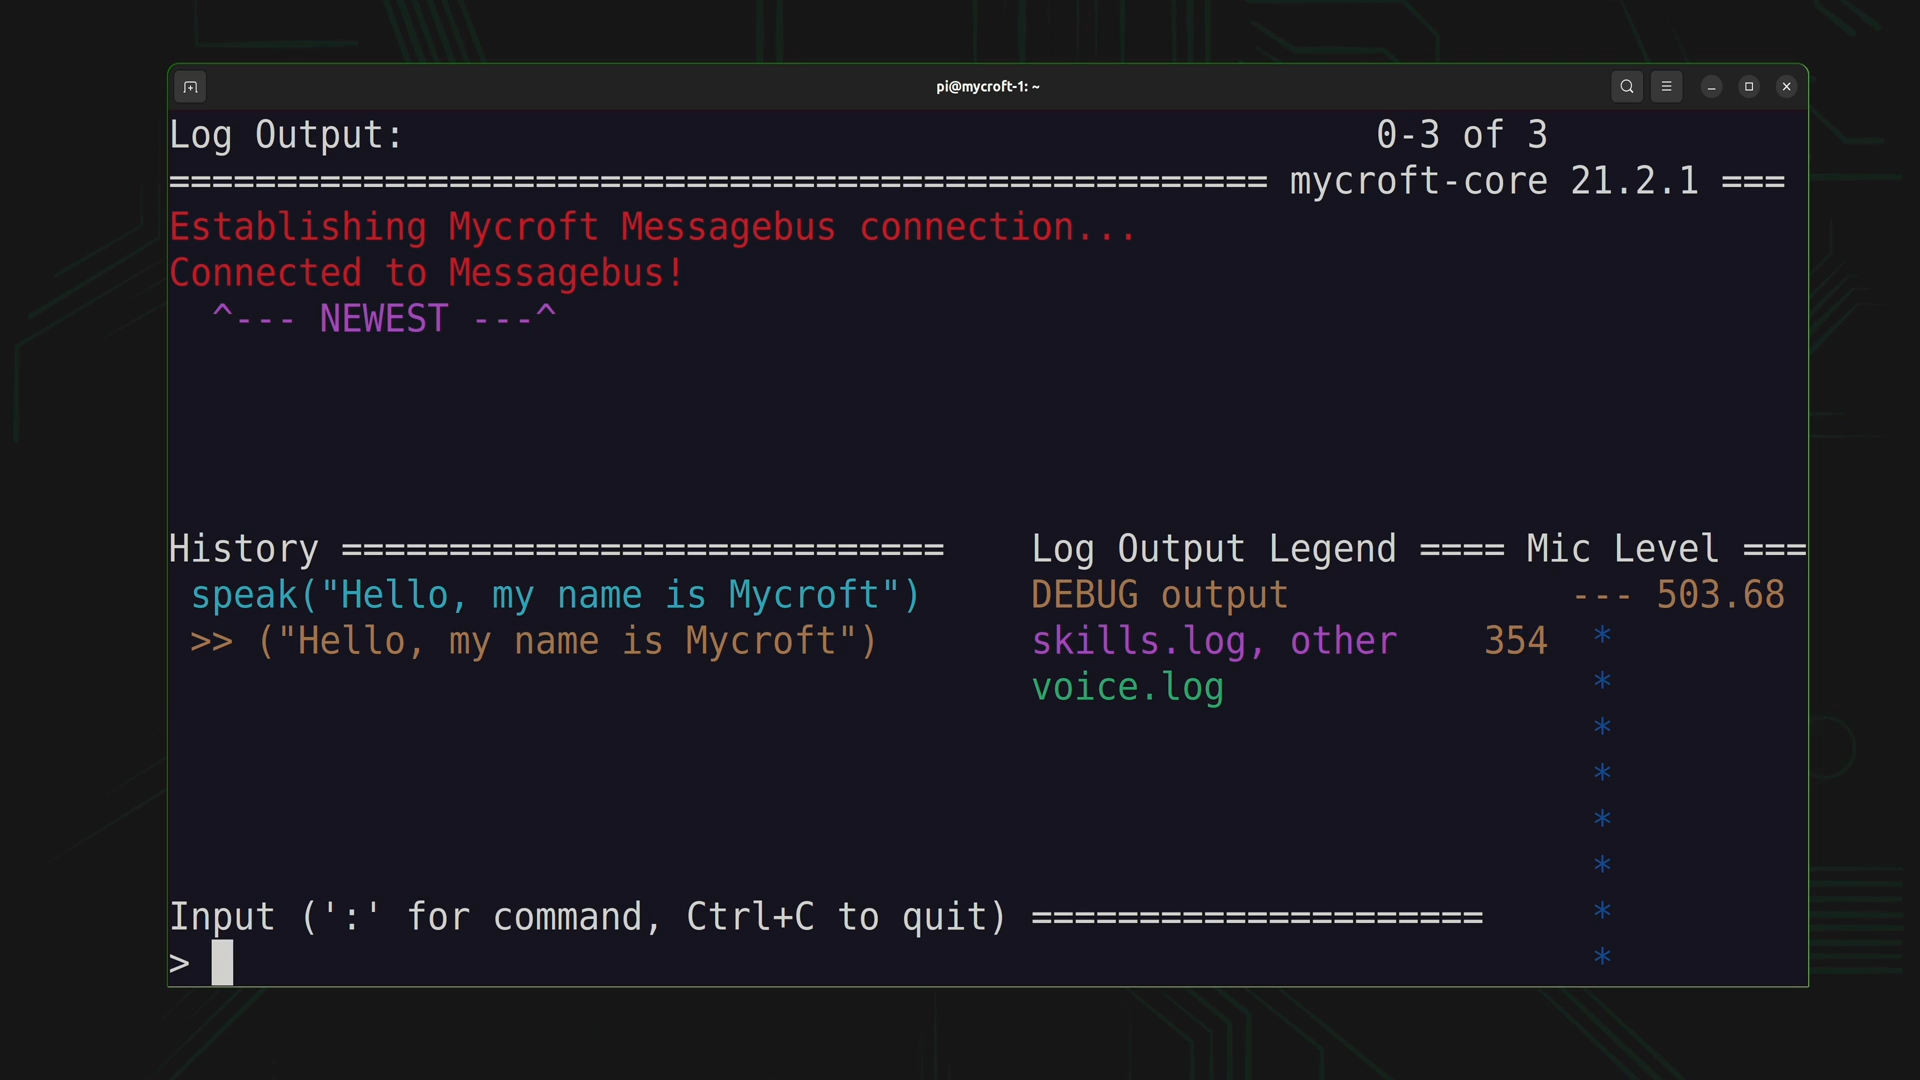 pi@mycroft-1: ~
Log Output: 0-3 of 3
=================================================== mycroft-core 21.2.1 ===
Establishing Mycroft Messagebus connection...
Connected to Messagebus!
^--- NEWEST ---^
History ============================ Log Output Legend ==== Mic Level ===
speak("Hello, my name is Mycroft") DEBUG output --- 503.68
>> ("Hello, my name is Mycroft") skills.log, other 354 *
voice.log *
*
*
*
*
Input (':' for command, Ctrl+C to quit) ===================== *
> *